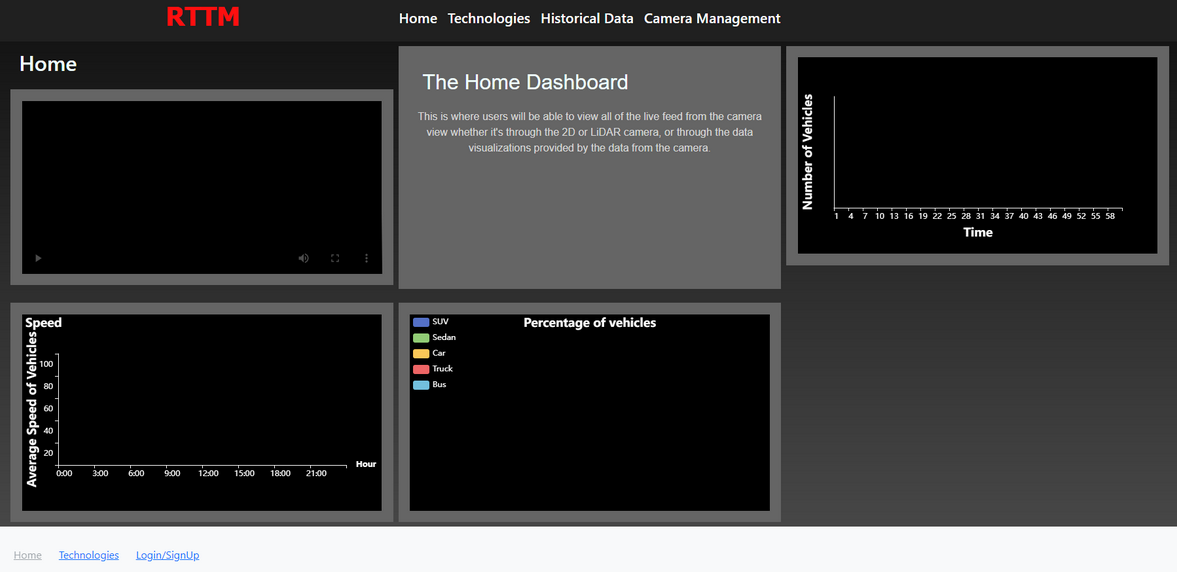 RTTM
Home Technologies Historical Data Camera Management
Home
The Home Dashboard
This is where users will be able to view all of the live feed from the camera
view whether it's through the 2D or LiDAR camera, or through the data
visualizations provided by the data from the camera.
Number of Vehicles
1 4 7 10 13 16 19 22 25 28 31 34 37 40 43 46 49 52 55 58
Time
Speed
Average Speed of Vehicles
100
80
60
40
20
0:00 3:00 6:00 9:00 12:00 15:00 18:00 21:00
Hour
Percentage of vehicles
SUV
Sedan
Car
Truck
Bus
Home Technologies Login/SignUp